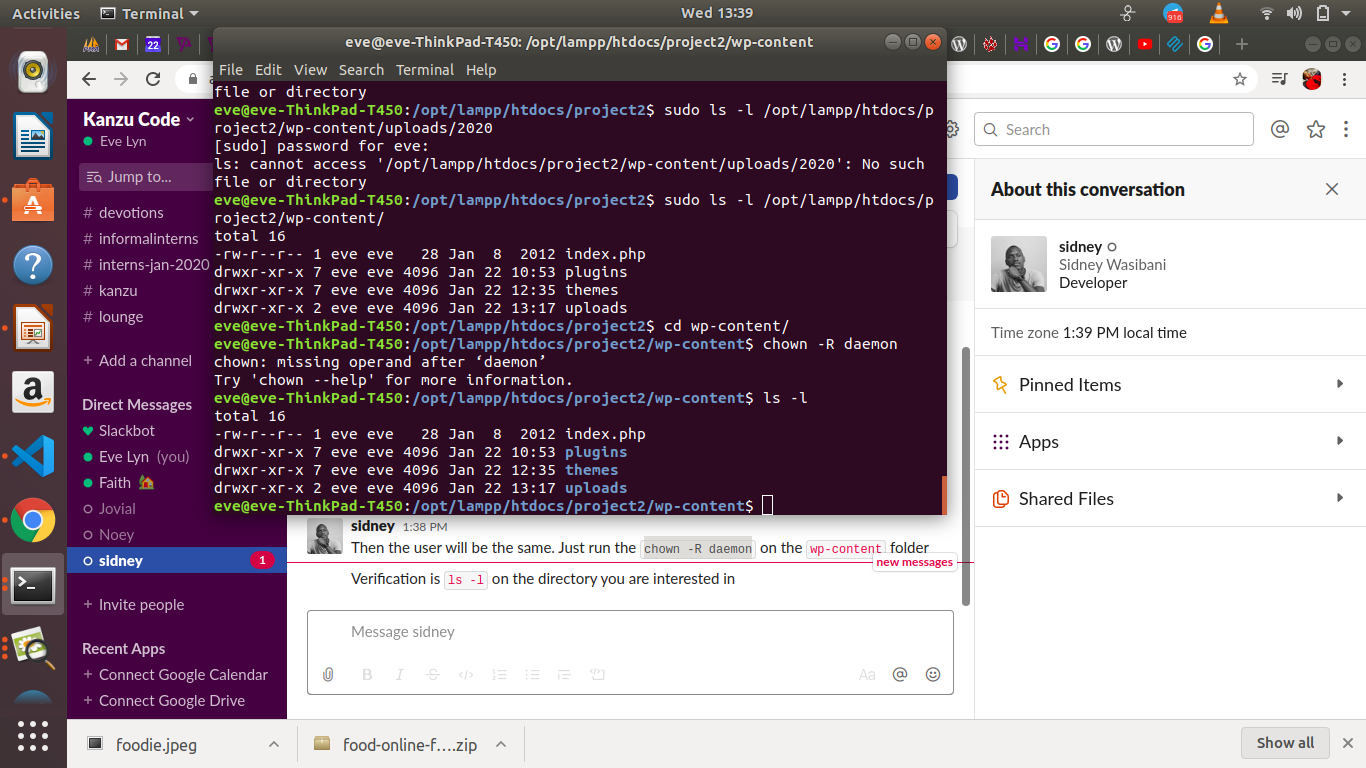 Activities
Terminal
Wed 13:39
916
22
eve@eve-ThinkPad-T450: /opt/lampp/htdocs/project2/wp-content
File Edit View Search Terminal Help
file or directory
eve@eve-ThinkPad-T450:/opt/lampp/htdocs/project2$ sudo ls -l /opt/lampp/htdocs/p
roject2/wp-content/uploads/2020
[sudo] password for eve:
ls: cannot access '/opt/lampp/htdocs/project2/wp-content/uploads/2020': No such
file or directory
eve@eve-ThinkPad-T450:/opt/lampp/htdocs/project2$ sudo ls -l /opt/lampp/htdocs/p
roject2/wp-content/
total 16
-rw-r--r-- 1 eve eve   28 Jan  8  2012 index.php
drwxr-xr-x 7 eve eve 4096 Jan 22 10:53 plugins
drwxr-xr-x 7 eve eve 4096 Jan 22 12:35 themes
drwxr-xr-x 2 eve eve 4096 Jan 22 13:17 uploads
eve@eve-ThinkPad-T450:/opt/lampp/htdocs/project2$ cd wp-content/
eve@eve-ThinkPad-T450:/opt/lampp/htdocs/project2/wp-content$ chown -R daemon
chown: missing operand after ‘daemon’
Try 'chown --help' for more information.
eve@eve-ThinkPad-T450:/opt/lampp/htdocs/project2/wp-content$ ls -l
total 16
-rw-r--r-- 1 eve eve   28 Jan  8  2012 index.php
drwxr-xr-x 7 eve eve 4096 Jan 22 10:53 plugins
drwxr-xr-x 7 eve eve 4096 Jan 22 12:35 themes
drwxr-xr-x 2 eve eve 4096 Jan 22 13:17 uploads
eve@eve-ThinkPad-T450:/opt/lampp/htdocs/project2/wp-content$
Kanzu Code
Eve Lyn
Jump to...
# devotions
# informalinterns
# interns-jan-2020
# kanzu
# lounge
+ Add a channel
Direct Messages
Slackbot
Eve Lyn (you)
Faith
Jovial
Noey
sidney 1
+ Invite people
Recent Apps
+ Connect Google Calendar
+ Connect Google Drive
sidney 1:38 PM
Then the user will be the same. Just run the chown -R daemon on the wp-content folder
new messages
Verification is ls -l on the directory you are interested in
Message sidney
B I S Aa @
Search
About this conversation
sidney
Sidney Wasibani
Developer
Time zone 1:39 PM local time
Pinned Items
Apps
Shared Files
foodie.jpeg
food-online-f....zip
Show all